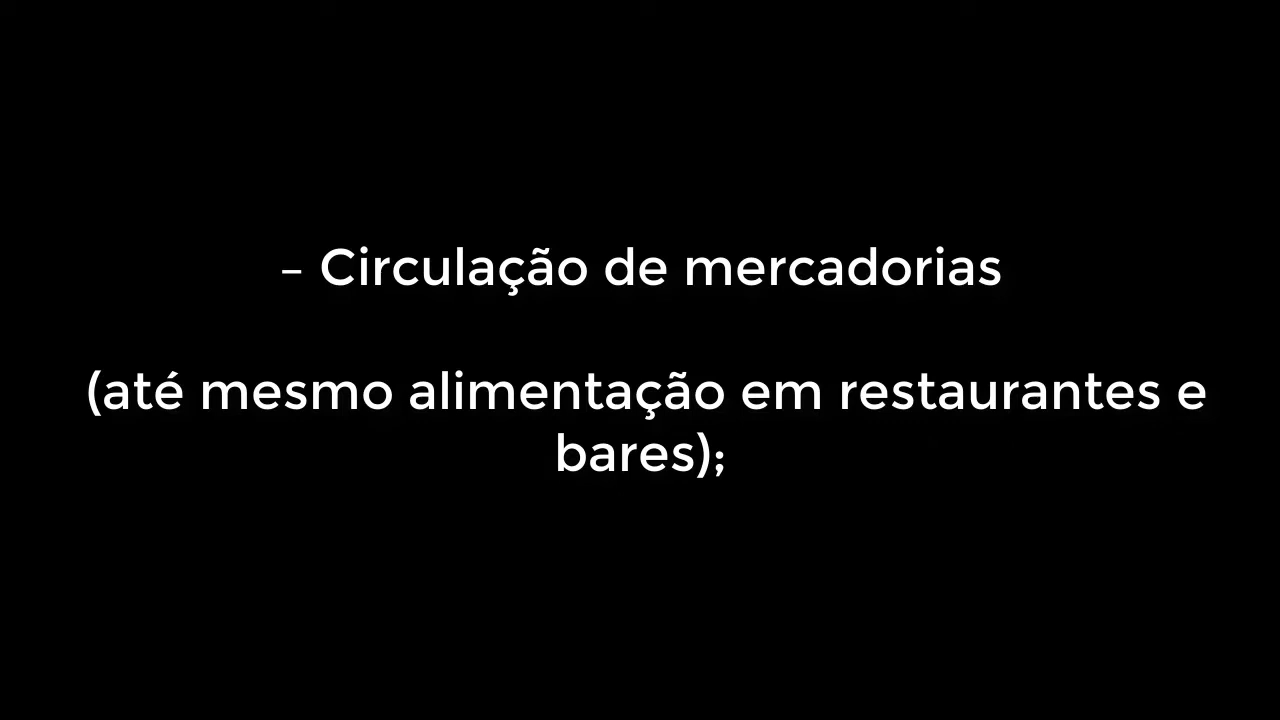 – Circulação de mercadorias
(até mesmo alimentação em restaurantes e
bares);